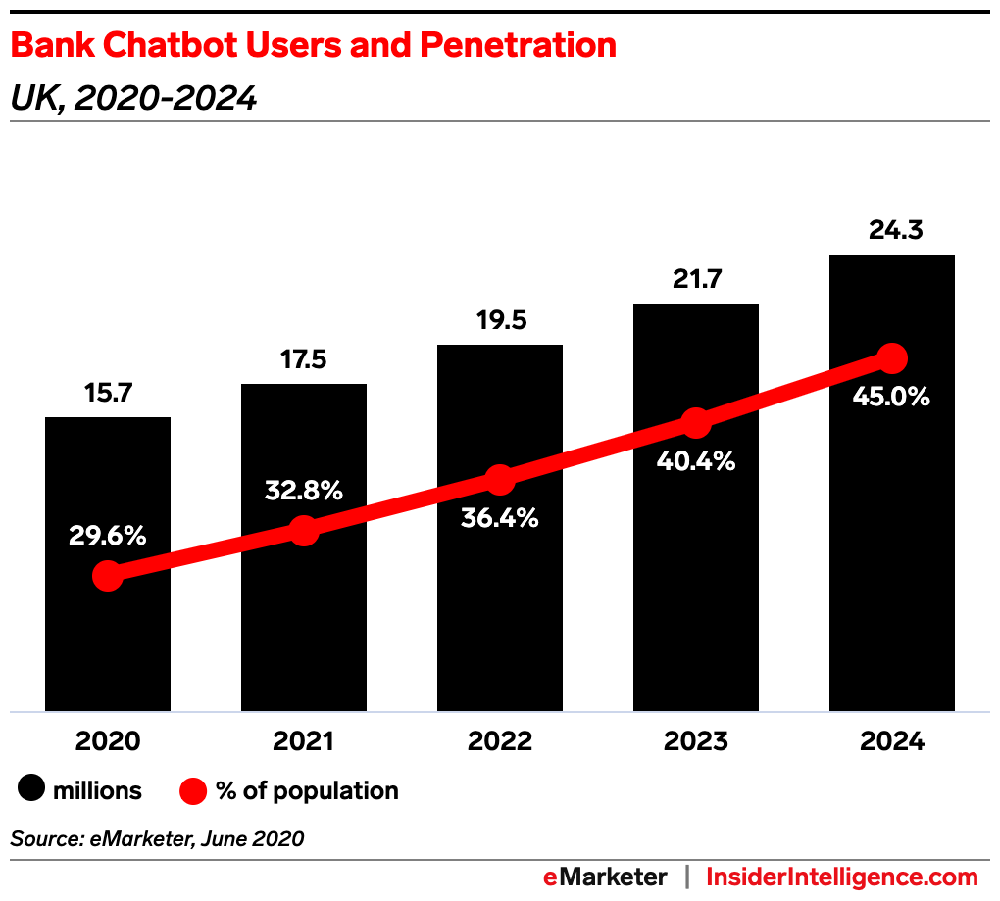 Bank Chatbot Users and Penetration
UK, 2020-2024
24.3
21.7
19.5
17.5
15.7
45.0%
40.4%
36.4%
32.8%
29.6%
2020 2021 2022 2023 2024
millions % of population
Source: eMarketer, June 2020
eMarketer | InsiderIntelligence.com